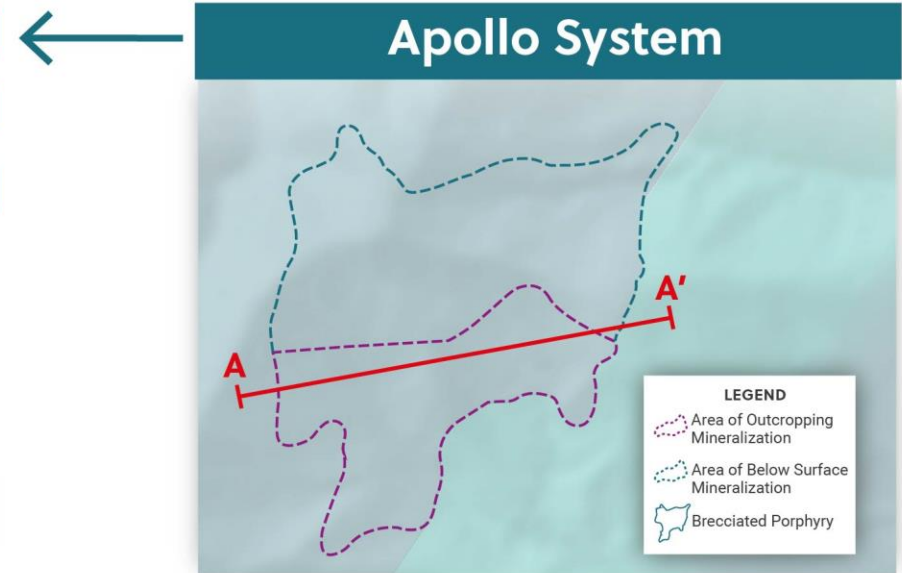 Apollo System
A'
A
LEGEND
Area of Outcropping
Mineralization
Area of Below Surface
Mineralization
Brecciated Porphyry